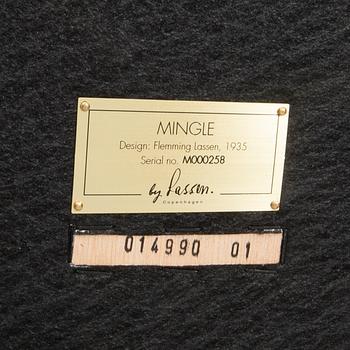 MINGLE
Design: Flemming Lassen, 1935
Serial no. M000258
by Lassen.
Copenhagen
014990 01